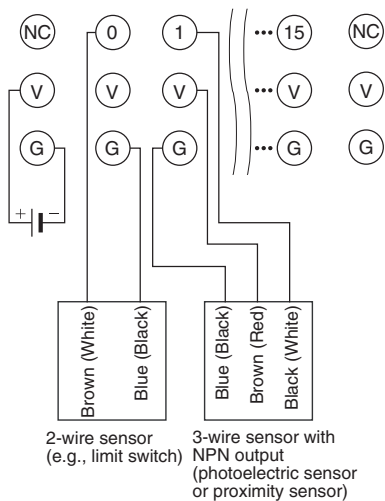 NC 0 1 ••• 15 NC
V V V ••• V V
G G G ••• G G
+ −
Brown (White)
Blue (Black)
Blue (Black)
Brown (Red)
Black (White)
2-wire sensor
(e.g., limit switch)
3-wire sensor with
NPN output
(photoelectric sensor
or proximity sensor)